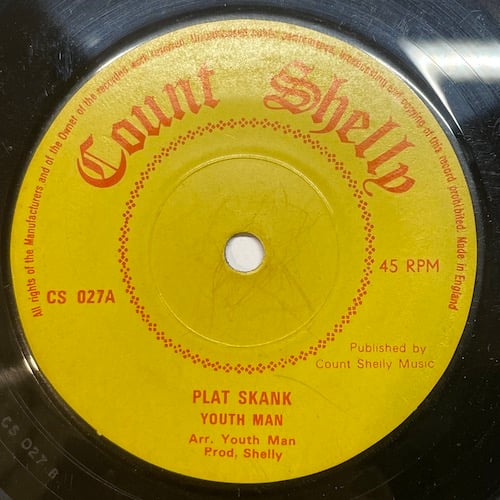 All rights of the Manufacturers and of the Owner of the recorded work reserved. Unauthorised public performance, broadcasting and copying of this record prohibited. Made in England
Count Shelly
CS 027A
45 RPM
Published by
Count Shelly Music
PLAT SKANK
YOUTH MAN
Arr. Youth Man
Prod, Shelly
CS 027 B